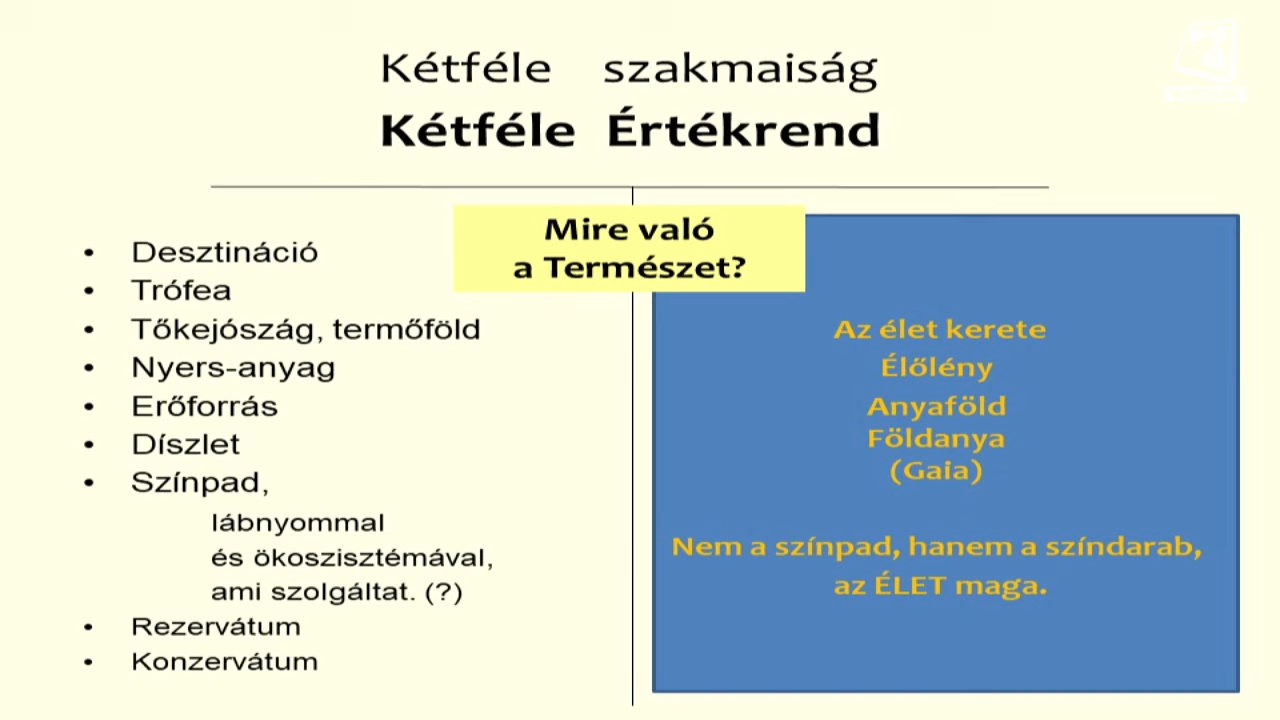 Kétféle szakmaiság
Kétféle Értékrend
Mire való
a Természet?
• Desztináció
• Trófea
• Tőkejószág, termőföld
• Nyers-anyag
• Erőforrás
• Díszlet
• Színpad,
lábnyommal
és ökoszisztémával,
ami szolgáltat. (?)
• Rezervátum
• Konzervátum
Az élet kerete
Élőlény
Anyaföld
Földanya
(Gaia)
Nem a színpad, hanem a színdarab,
az ÉLET maga.